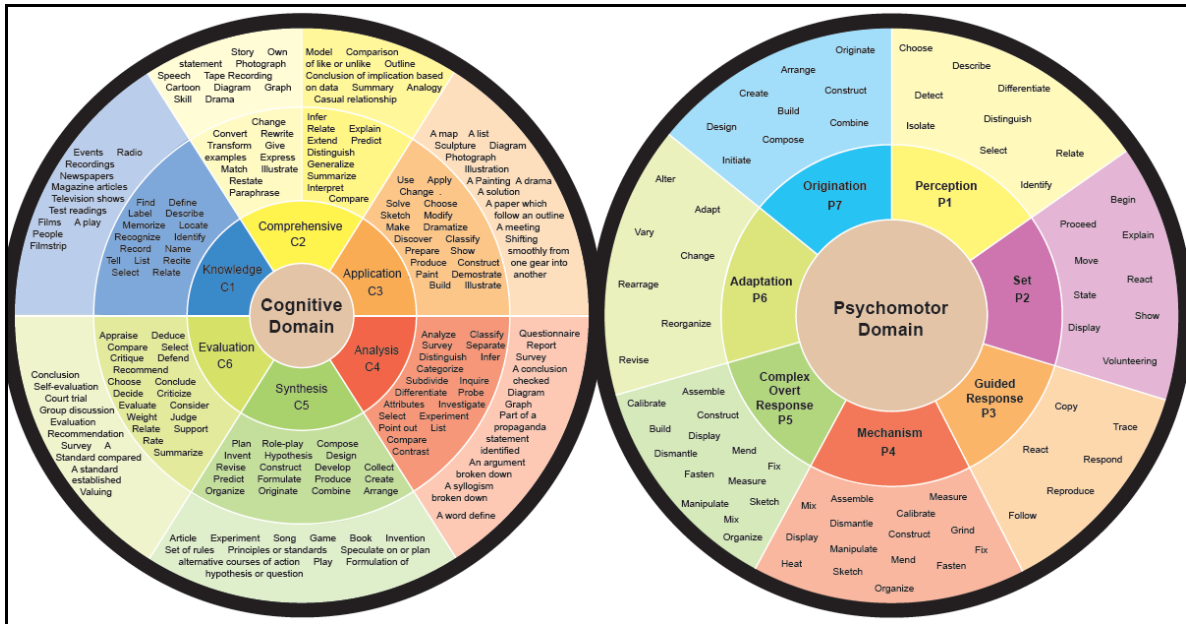 Story Own
statement Photograph
Speech Tape Recording
Cartoon Diagram Graph
Skill Drama
Model Comparison
of like or unlike Outline
Conclusion of implication based
on data Summary Analogy
Casual relationship
Change
Convert Rewrite
Transform Give
examples Express
Match Illustrate
Restate
Paraphrase
Infer
Relate Explain
Extend Predict
Distinguish
Generalize
Summarize
Interpret
Compare
A map A list
Sculpture Diagram
Photograph
Illustration
A Painting A drama
A solution
A paper which
follow an outline
A meeting
Shifting
smoothly from
one gear into
another
Use Apply
Change .
Solve Choose
Sketch Modify
Make Dramatize
Discover Classify
Prepare Show
Produce Construct
Paint Demostrate
Build Illustrate
Events Radio
Recordings
Newspapers
Magazine articles
Television shows
Test readings
Films A play
People
Filmstrip
Find Define
Label Describe
Memorize Locate
Recognize Identify
Record Name
Tell List Recite
Select Relate
Comprehensive
C2
Knowledge
C1
Application
C3
Cognitive
Domain
Evaluation
C6
Analysis
C4
Synthesis
C5
Appraise Deduce
Compare Select
Critique Defend
Recommend
Choose Conclude
Decide Criticize
Evaluate Consider
Weight Judge
Relate Support
Rate
Summarize
Conclusion
Self-evaluation
Court trial
Group discussion
Evaluation
Recommendation
Survey A
Standard compared
A standard
established
Valuing
Analyze Classify
Survey Separate
Distinguish Infer
Categorize
Subdivide Inquire
Differentiate Probe
Attributes Investigate
Select Experiment
Point out List
Compare
Contrast
Questionnaire
Report
Survey
A conclusion
checked
Diagram
Graph
Part of a
propaganda
statement
identified
An argument
broken down
A syllogism
broken down
A word define
Plan Role-play Compose
Invent Hypothesis Design
Revise Construct Develop Collect
Predict Formulate Produce Create
Organize Originate Combine Arrange
Article Experiment Song Game Book Invention
Set of rules Principles or standards Speculate on or plan
alternative courses of action Play Formulation of
hypothesis or question
Originate
Arrange
Create
Construct
Build
Design
Combine
Compose
Initiate
Choose
Describe
Detect
Differentiate
Isolate
Distinguish
Select
Relate
Identify
Origination
P7
Perception
P1
Begin
Proceed
Explain
Move
React
State
Show
Display
Volunteering
Set
P2
Alter
Adapt
Vary
Change
Rearrage
Reorganize
Revise
Adaptation
P6
Psychomotor
Domain
Complex
Overt
Response
P5
Guided
Response
P3
Mechanism
P4
Assemble
Calibrate
Construct
Build
Display
Dismantle
Mend
Fasten
Fix
Measure
Manipulate
Sketch
Mix
Organize
Mix
Assemble
Measure
Calibrate
Dismantle
Construct
Grind
Display
Manipulate
Fix
Mend
Heat
Sketch
Fasten
Organize
Copy
Trace
React
Respond
Reproduce
Follow